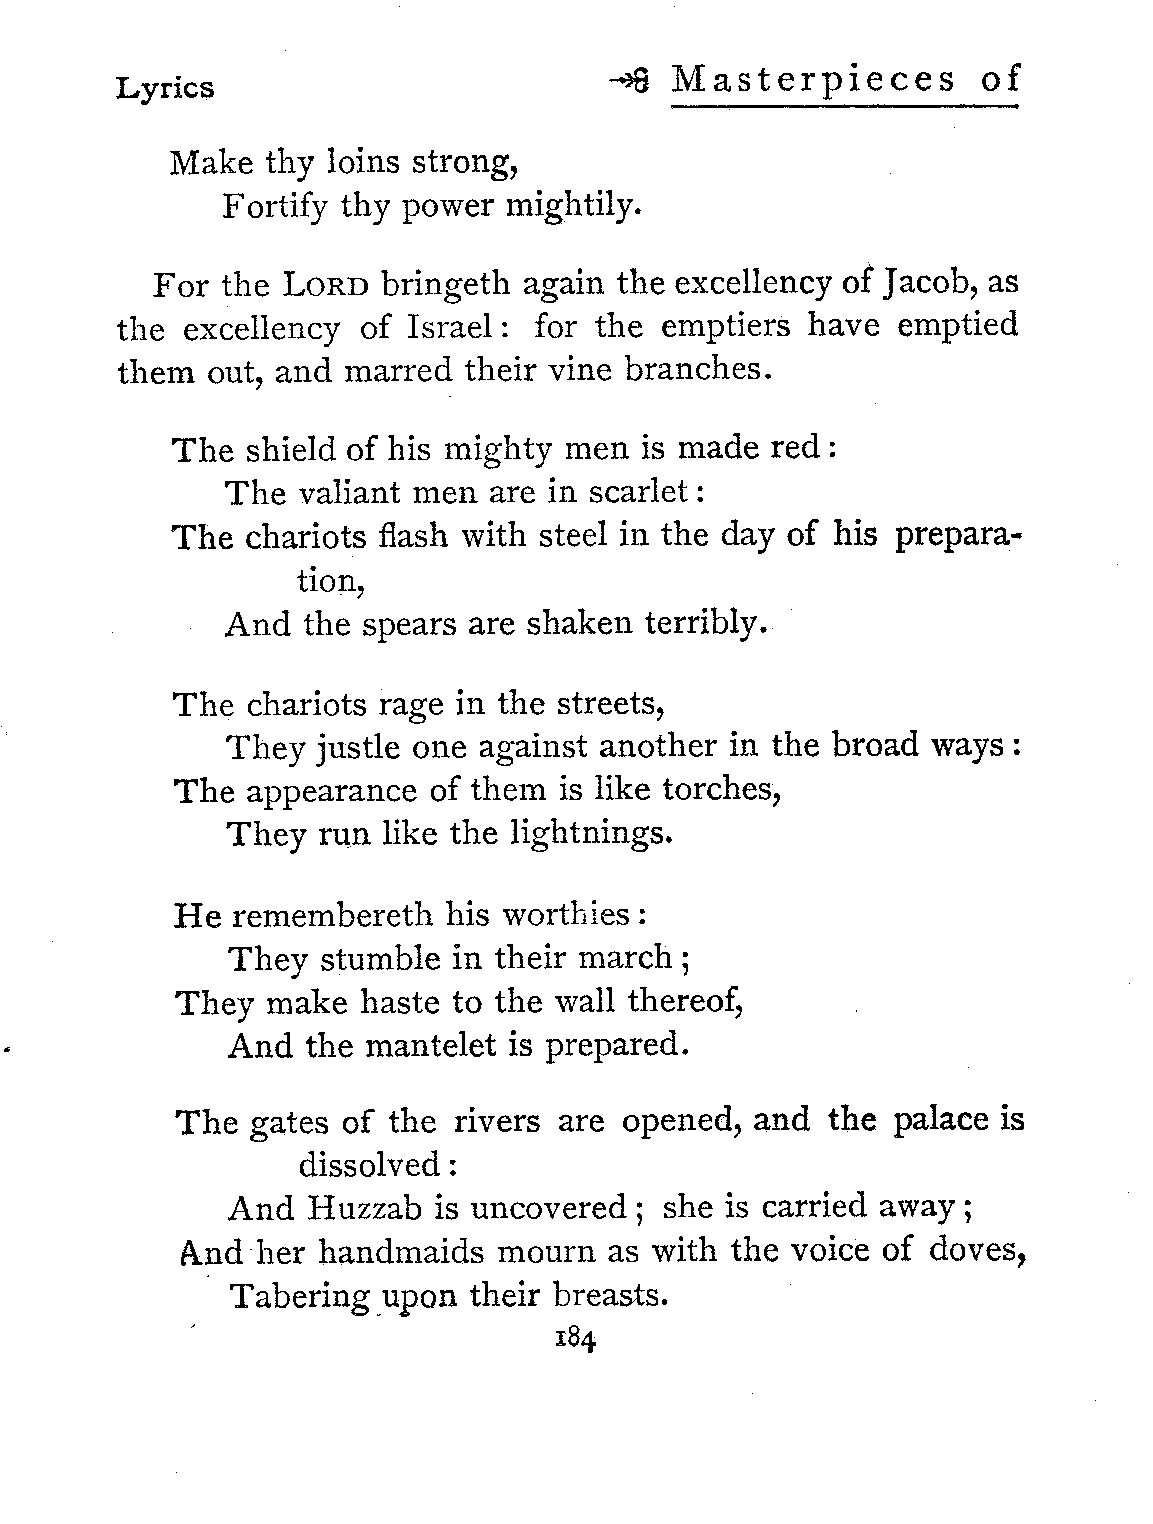 Lyrics Masterpieces of
Make thy loins strong,
Fortify thy power mightily.
For the LORD bringeth again the excellency of Jacob, as
the excellency of Israel: for the emptiers have emptied
them out, and marred their vine branches.
The shield of his mighty men is made red:
The valiant men are in scarlet:
The chariots flash with steel in the day of his prepara-
tion,
And the spears are shaken terribly.
The chariots rage in the streets,
They justle one against another in the broad ways:
The appearance of them is like torches,
They run like the lightnings.
He remembereth his worthies:
They stumble in their march;
They make haste to the wall thereof,
And the mantelet is prepared.
The gates of the rivers are opened, and the palace is
dissolved:
And Huzzab is uncovered; she is carried away;
And her handmaids mourn as with the voice of doves,
Tabering upon their breasts.
184